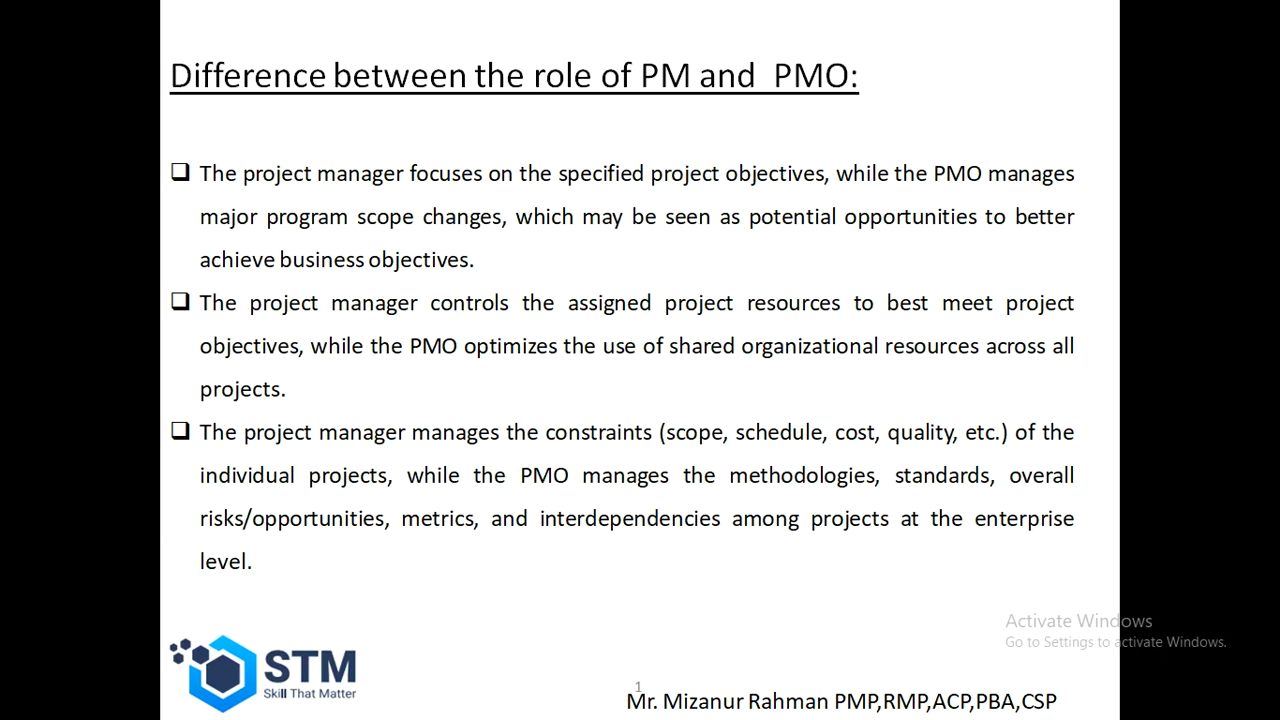 Difference between the role of PM and PMO:
The project manager focuses on the specified project objectives, while the PMO manages
major program scope changes, which may be seen as potential opportunities to better
achieve business objectives.
The project manager controls the assigned project resources to best meet project
objectives, while the PMO optimizes the use of shared organizational resources across all
projects.
The project manager manages the constraints (scope, schedule, cost, quality, etc.) of the
individual projects, while the PMO manages the methodologies, standards, overall
risks/opportunities, metrics, and interdependencies among projects at the enterprise
level.
Activate Windows
Go to Settings to activate Windows.
STM
Skill That Matter
1
Mr. Mizanur Rahman PMP,RMP,ACP,PBA,CSP